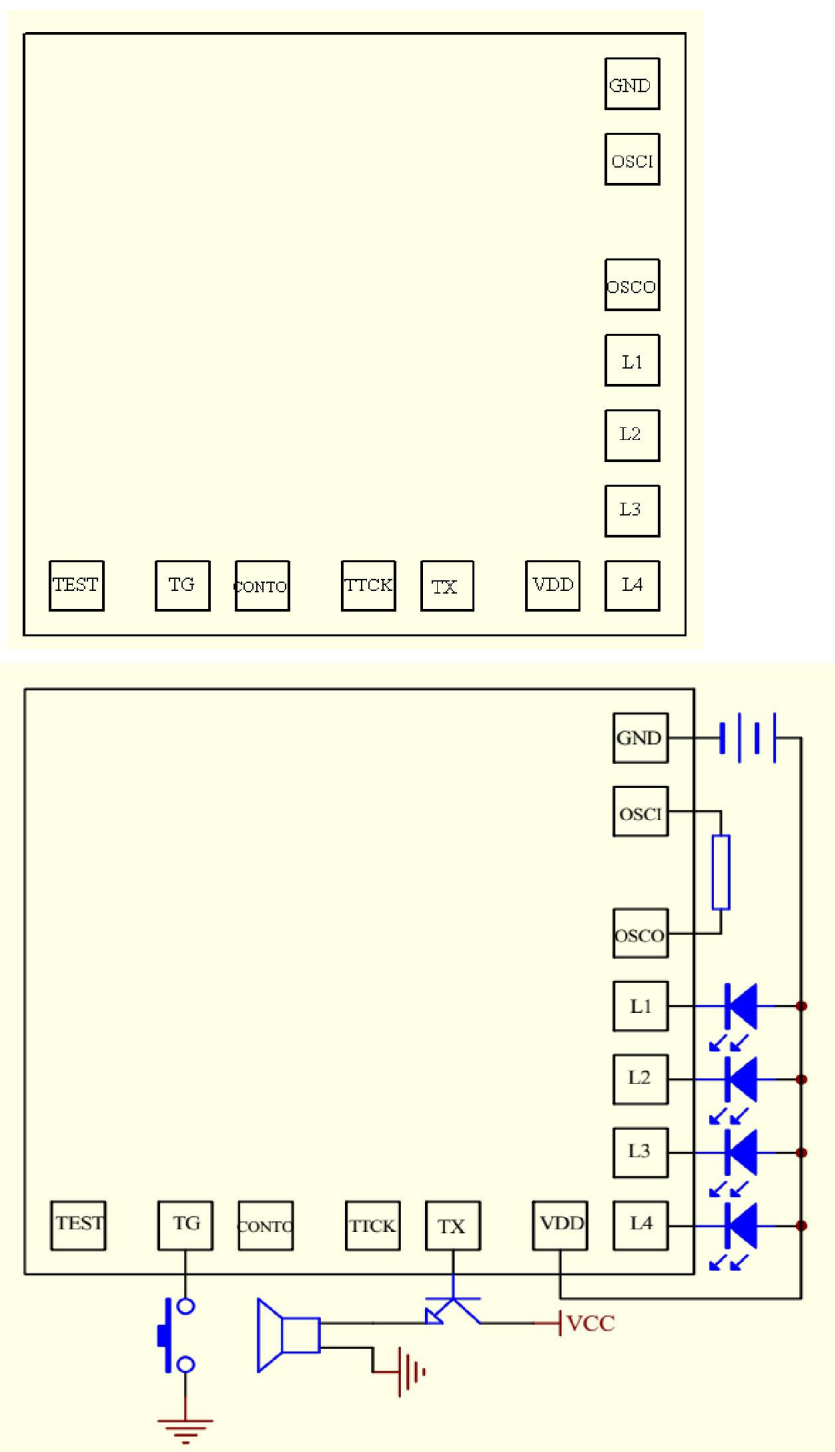 GND
OSCI
OSCO
L1
L2
L3
TEST TG CONTO TTCK TX VDD L4
GND
OSCI
OSCO
L1
L2
L3
TEST TG CONTO TTCK TX VDD L4
VCC